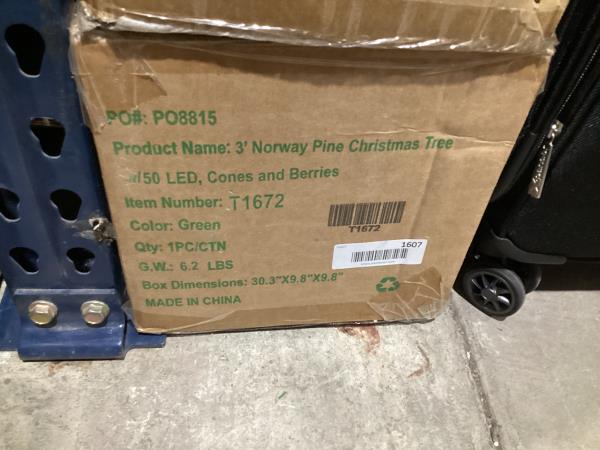 PO#: PO8815
Product Name: 3' Norway Pine Christmas Tree
w/50 LED, Cones and Berries
Item Number: T1672
T1672
Color: Green
1607
Qty: 1PC/CTN
G.W.: 6.2 LBS
Box Dimensions: 30.3"X9.8"X9.8"
MADE IN CHINA